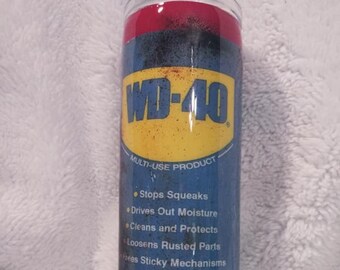 WD-40®
MULTI-USE PRODUCT
• Stops Squeaks
• Drives Out Moisture
• Cleans and Protects
Loosens Rusted Parts
Sticky Mechanisms